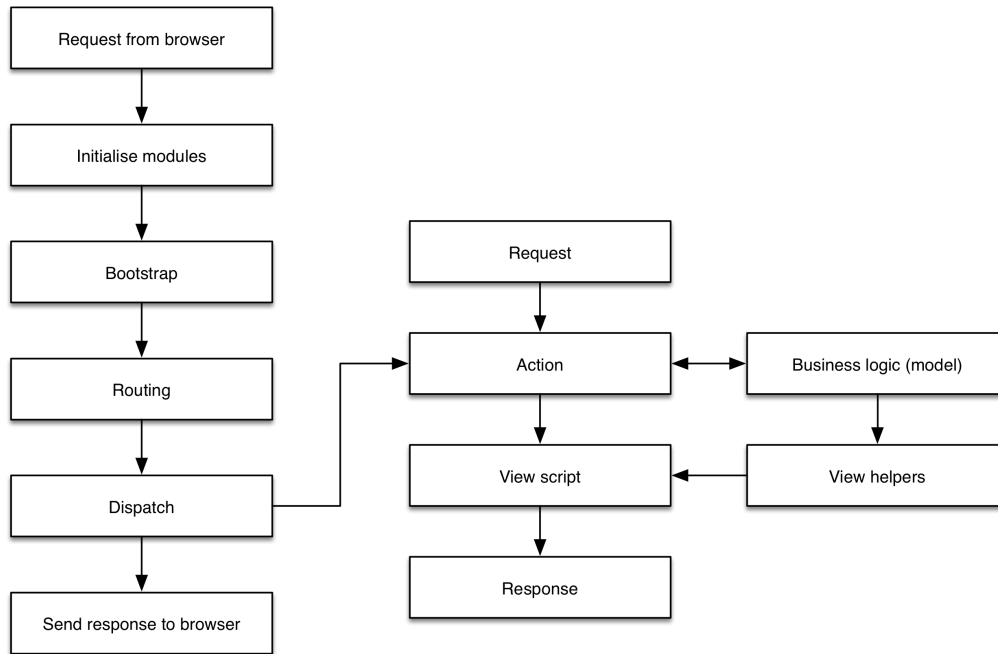 Request from browser
Initialise modules
Bootstrap
Routing
Dispatch
Send response to browser
Request
Action
View script
Response
Business logic (model)
View helpers